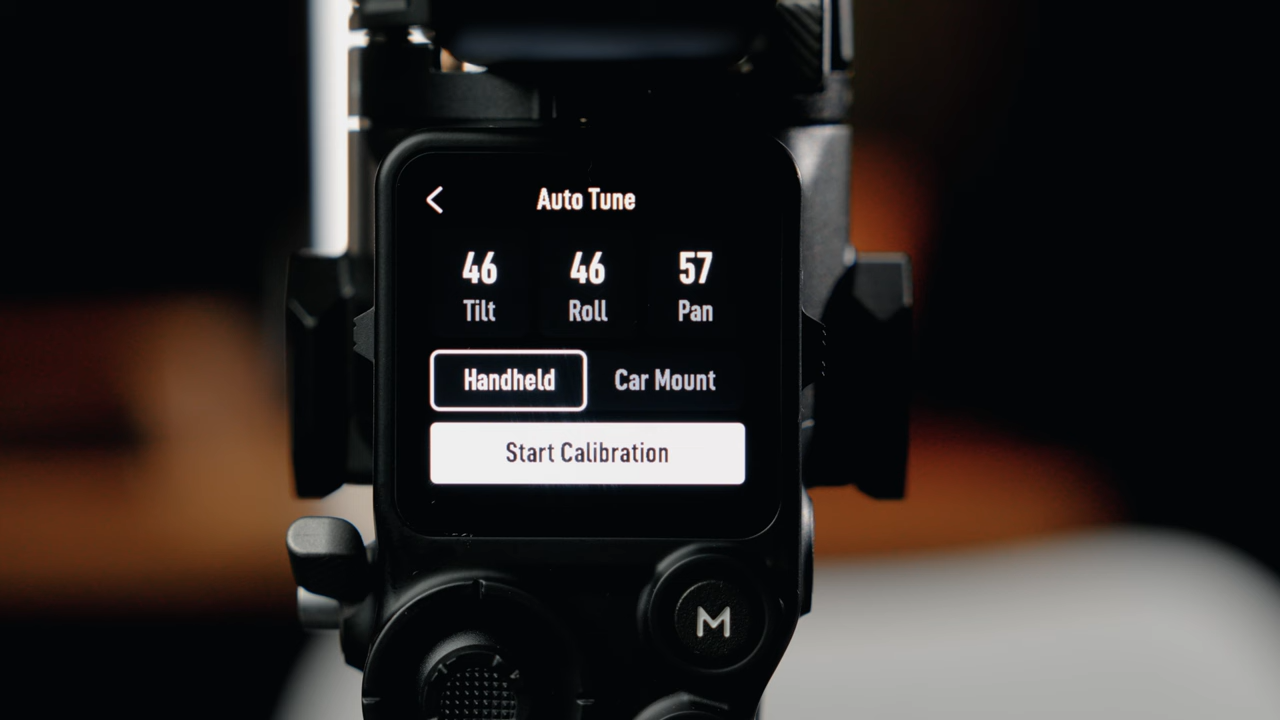 Auto Tune
46 46 57
Tilt Roll Pan
Handheld Car Mount
Start Calibration
M